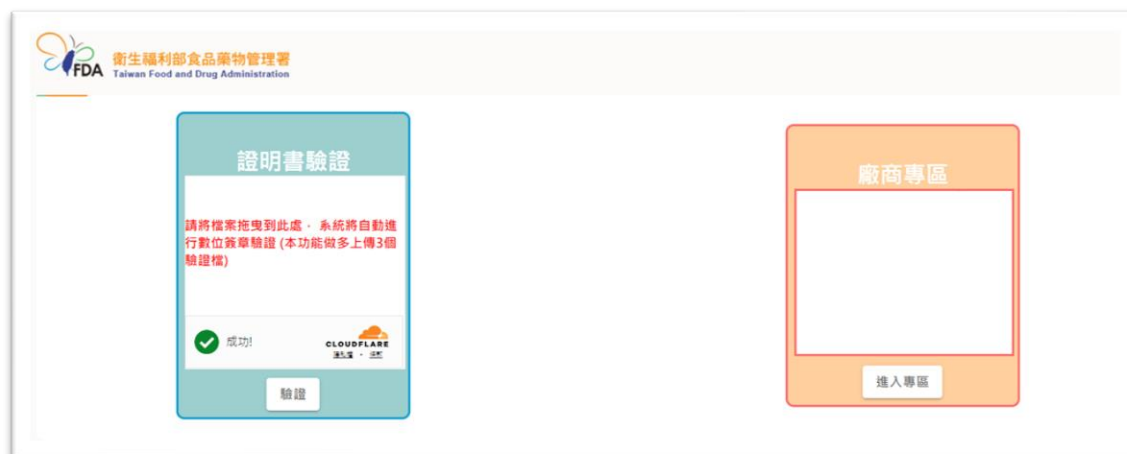 FDA
衛生福利部食品藥物管理署
Taiwan Food and Drug Administration
證明書驗證
請將檔案拖曳到此處, 系統將自動進
行數位簽章驗證 (本功能做多上傳3個
驗證檔)
成功!
CLOUDFLARE
驗證
廠商專區
進入專區